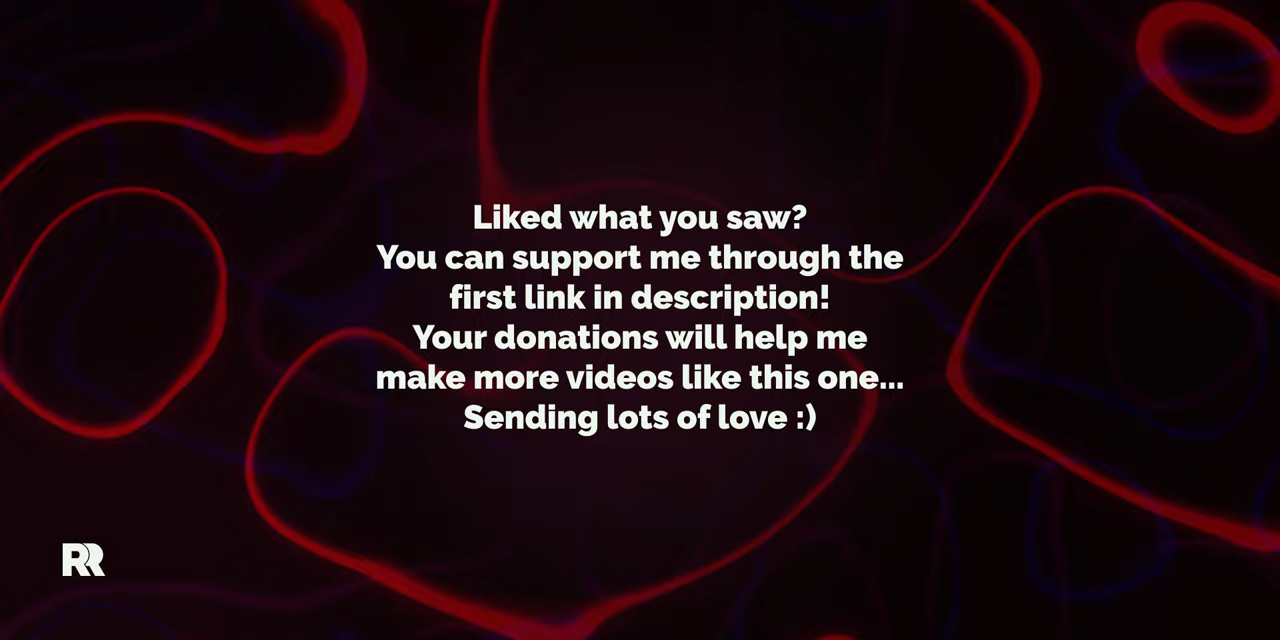 Liked what you saw?
You can support me through the
first link in description!
Your donations will help me
make more videos like this one...
Sending lots of love :)
RR